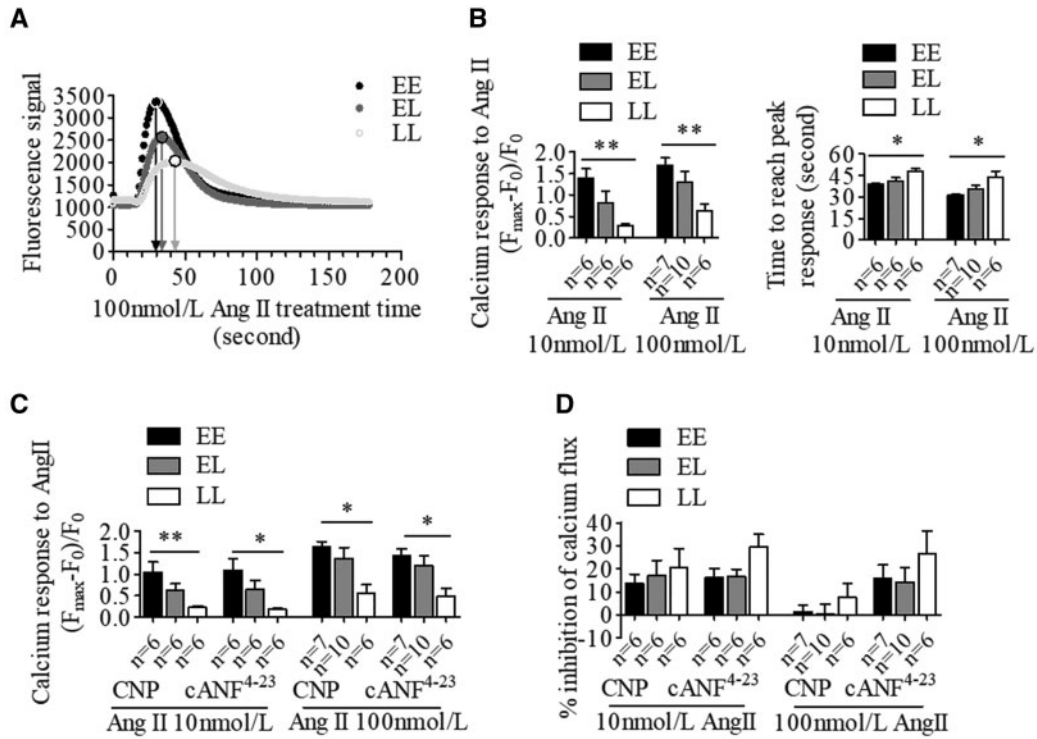 A
Fluorescence signal
EE
EL
LL
3500
3000
2500
2000
1500
1000
500
0
0 50 100 150 200
100nmol/L Ang II treatment time
(second)
B
Calcium response to Ang II
(Fmax-F0)/F0
EE
EL
LL
** **
2.0
1.5
1.0
0.5
0.0
n=6 n=6 n=6 n=7 n=10 n=6
Ang II Ang II
10nmol/L 100nmol/L
Time to reach peak
response (second)
EE
EL
LL
* *
60
45
30
15
0
n=6 n=6 n=6 n=7 n=10 n=6
Ang II Ang II
10nmol/L 100nmol/L
C
Calcium response to AngII
(Fmax-F0)/F0
EE
EL
LL
** * * *
2.0
1.5
1.0
0.5
0.0
n=6 n=6 n=6 n=6 n=6 n=6 n=7 n=10 n=6 n=7 n=10 n=6
CNP cANF4-23 CNP cANF4-23
Ang II 10nmol/L Ang II 100nmol/L
D
% inhibition of calcium flux
EE
EL
LL
40
30
20
10
0
-10
n=6 n=6 n=6 n=6 n=6 n=6 n=7 n=10 n=6 n=7 n=10 n=6
CNP cANF4-23 CNP cANF4-23
10nmol/L AngII 100nmol/L AngII